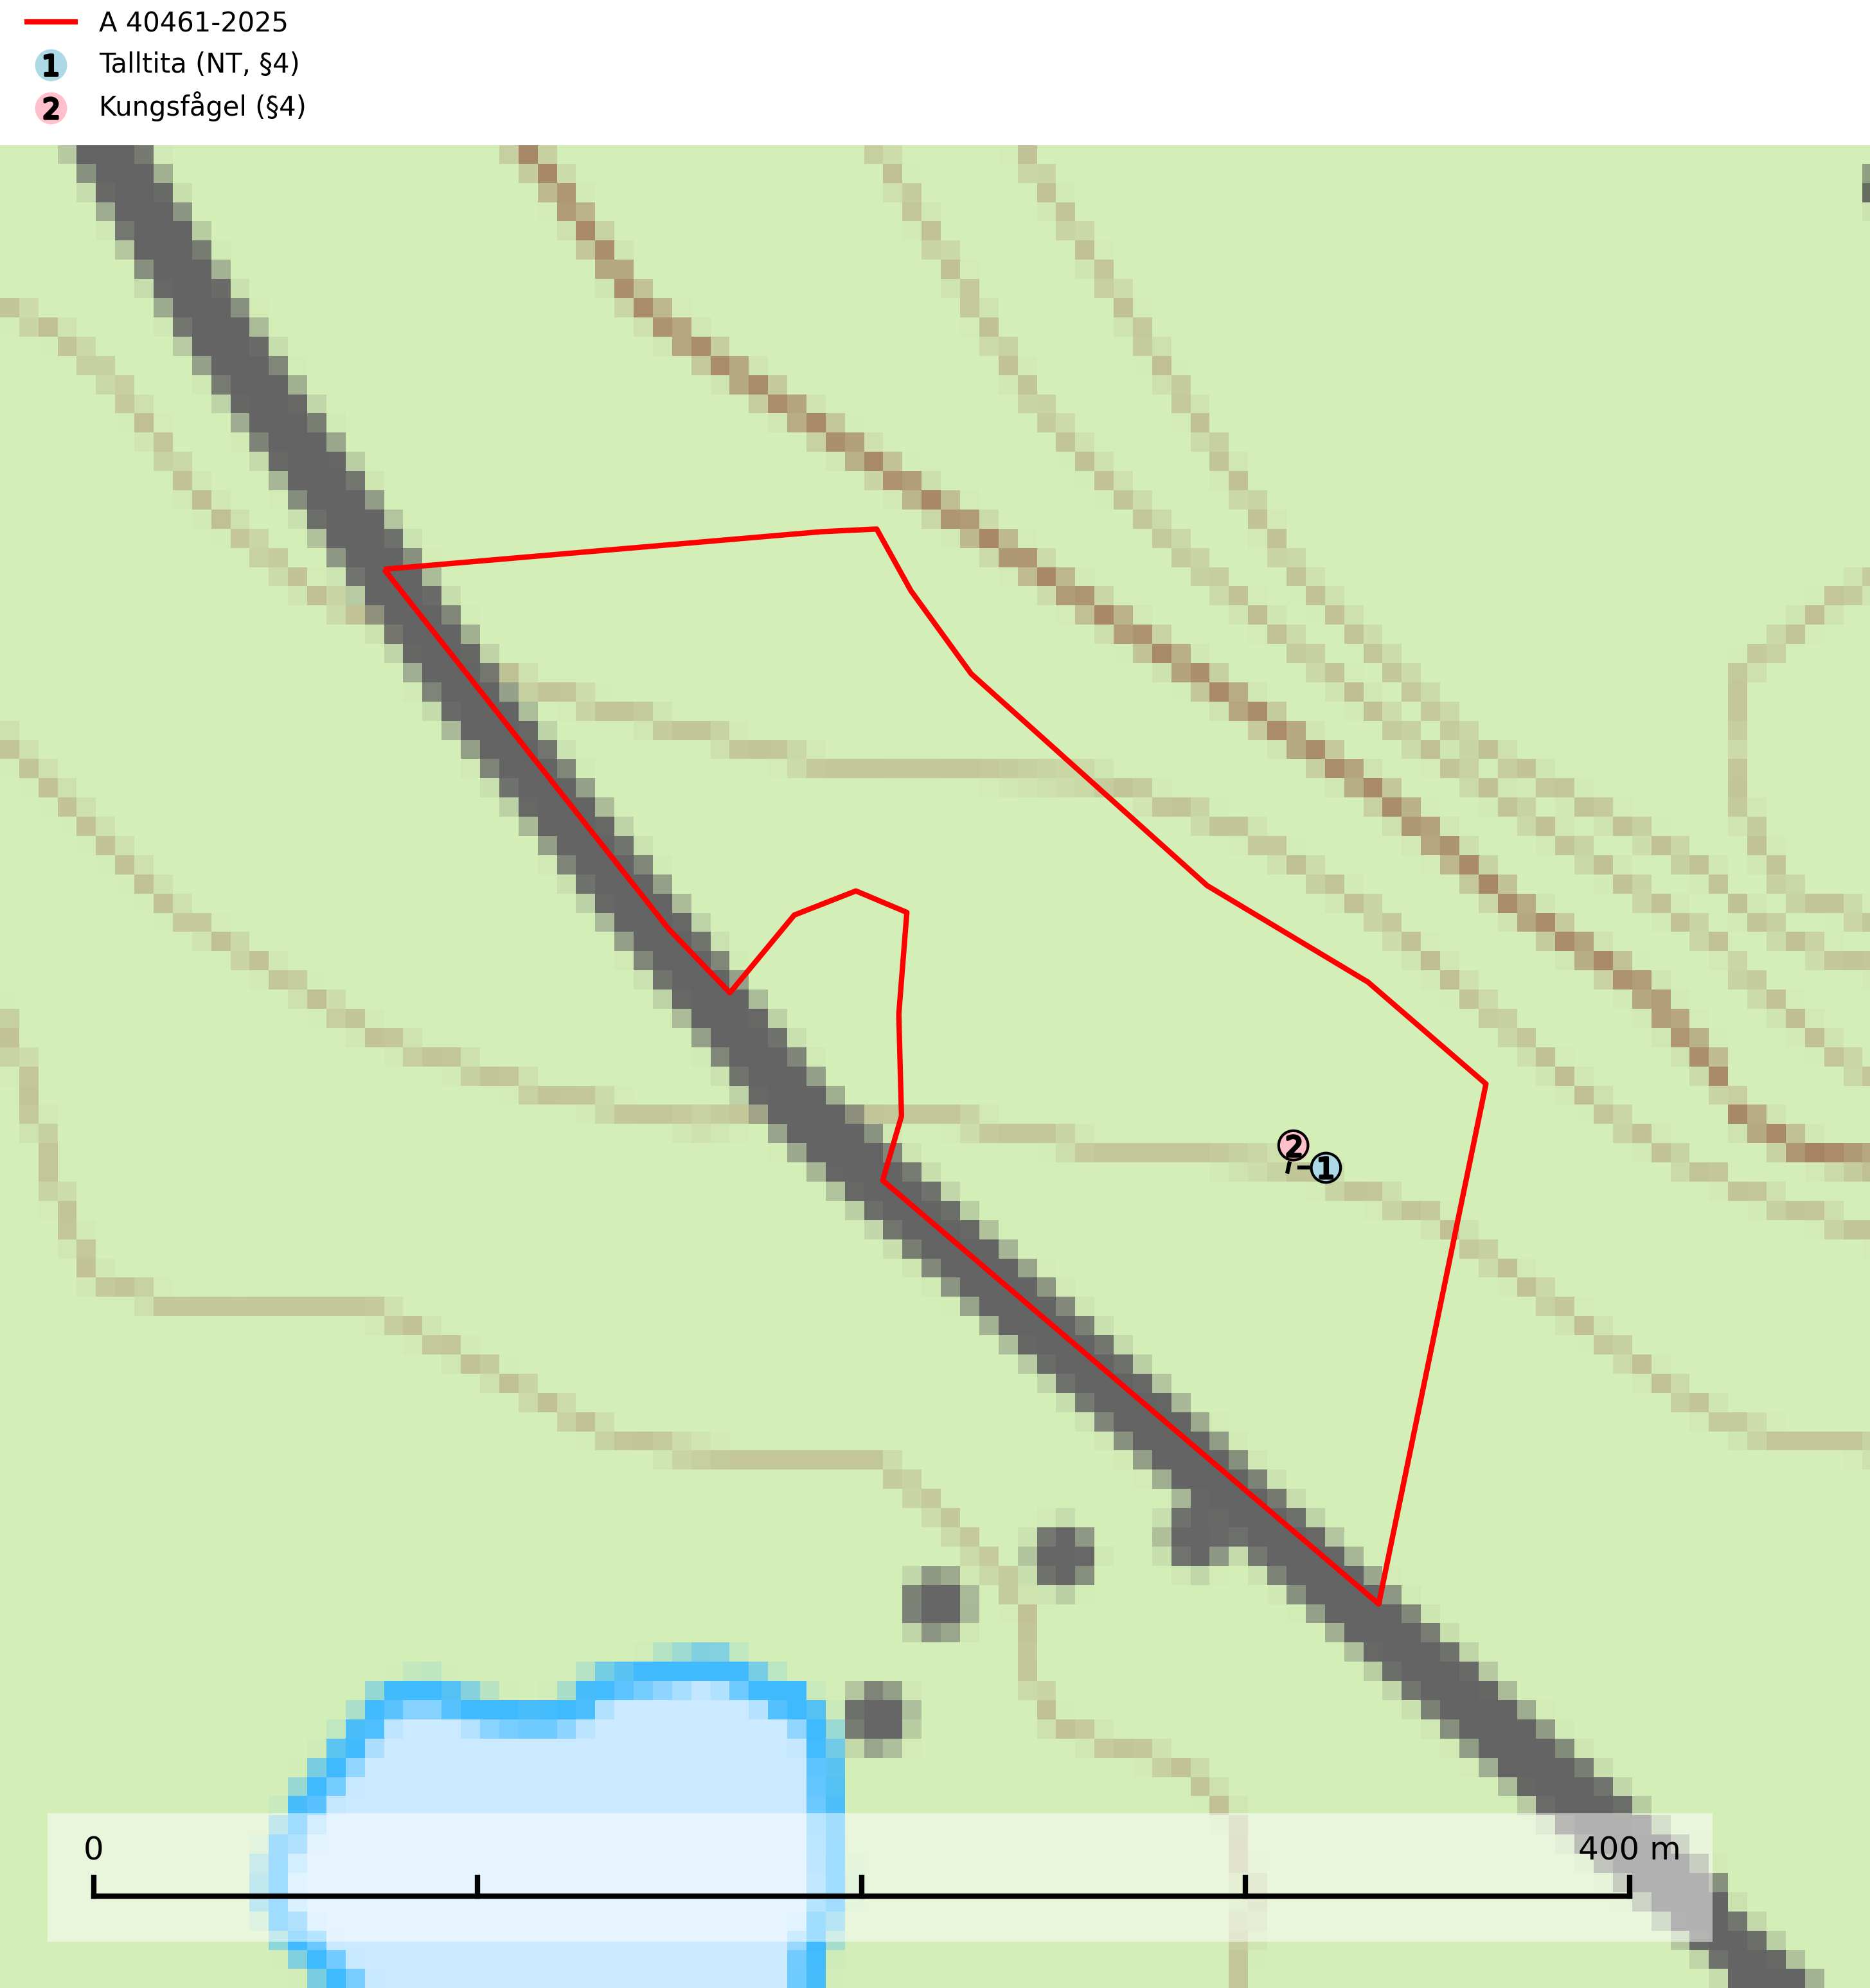 A 40461-2025
1 Talltita (NT, §4)
2 Kungsfågel (§4)
2
1
0 400 m